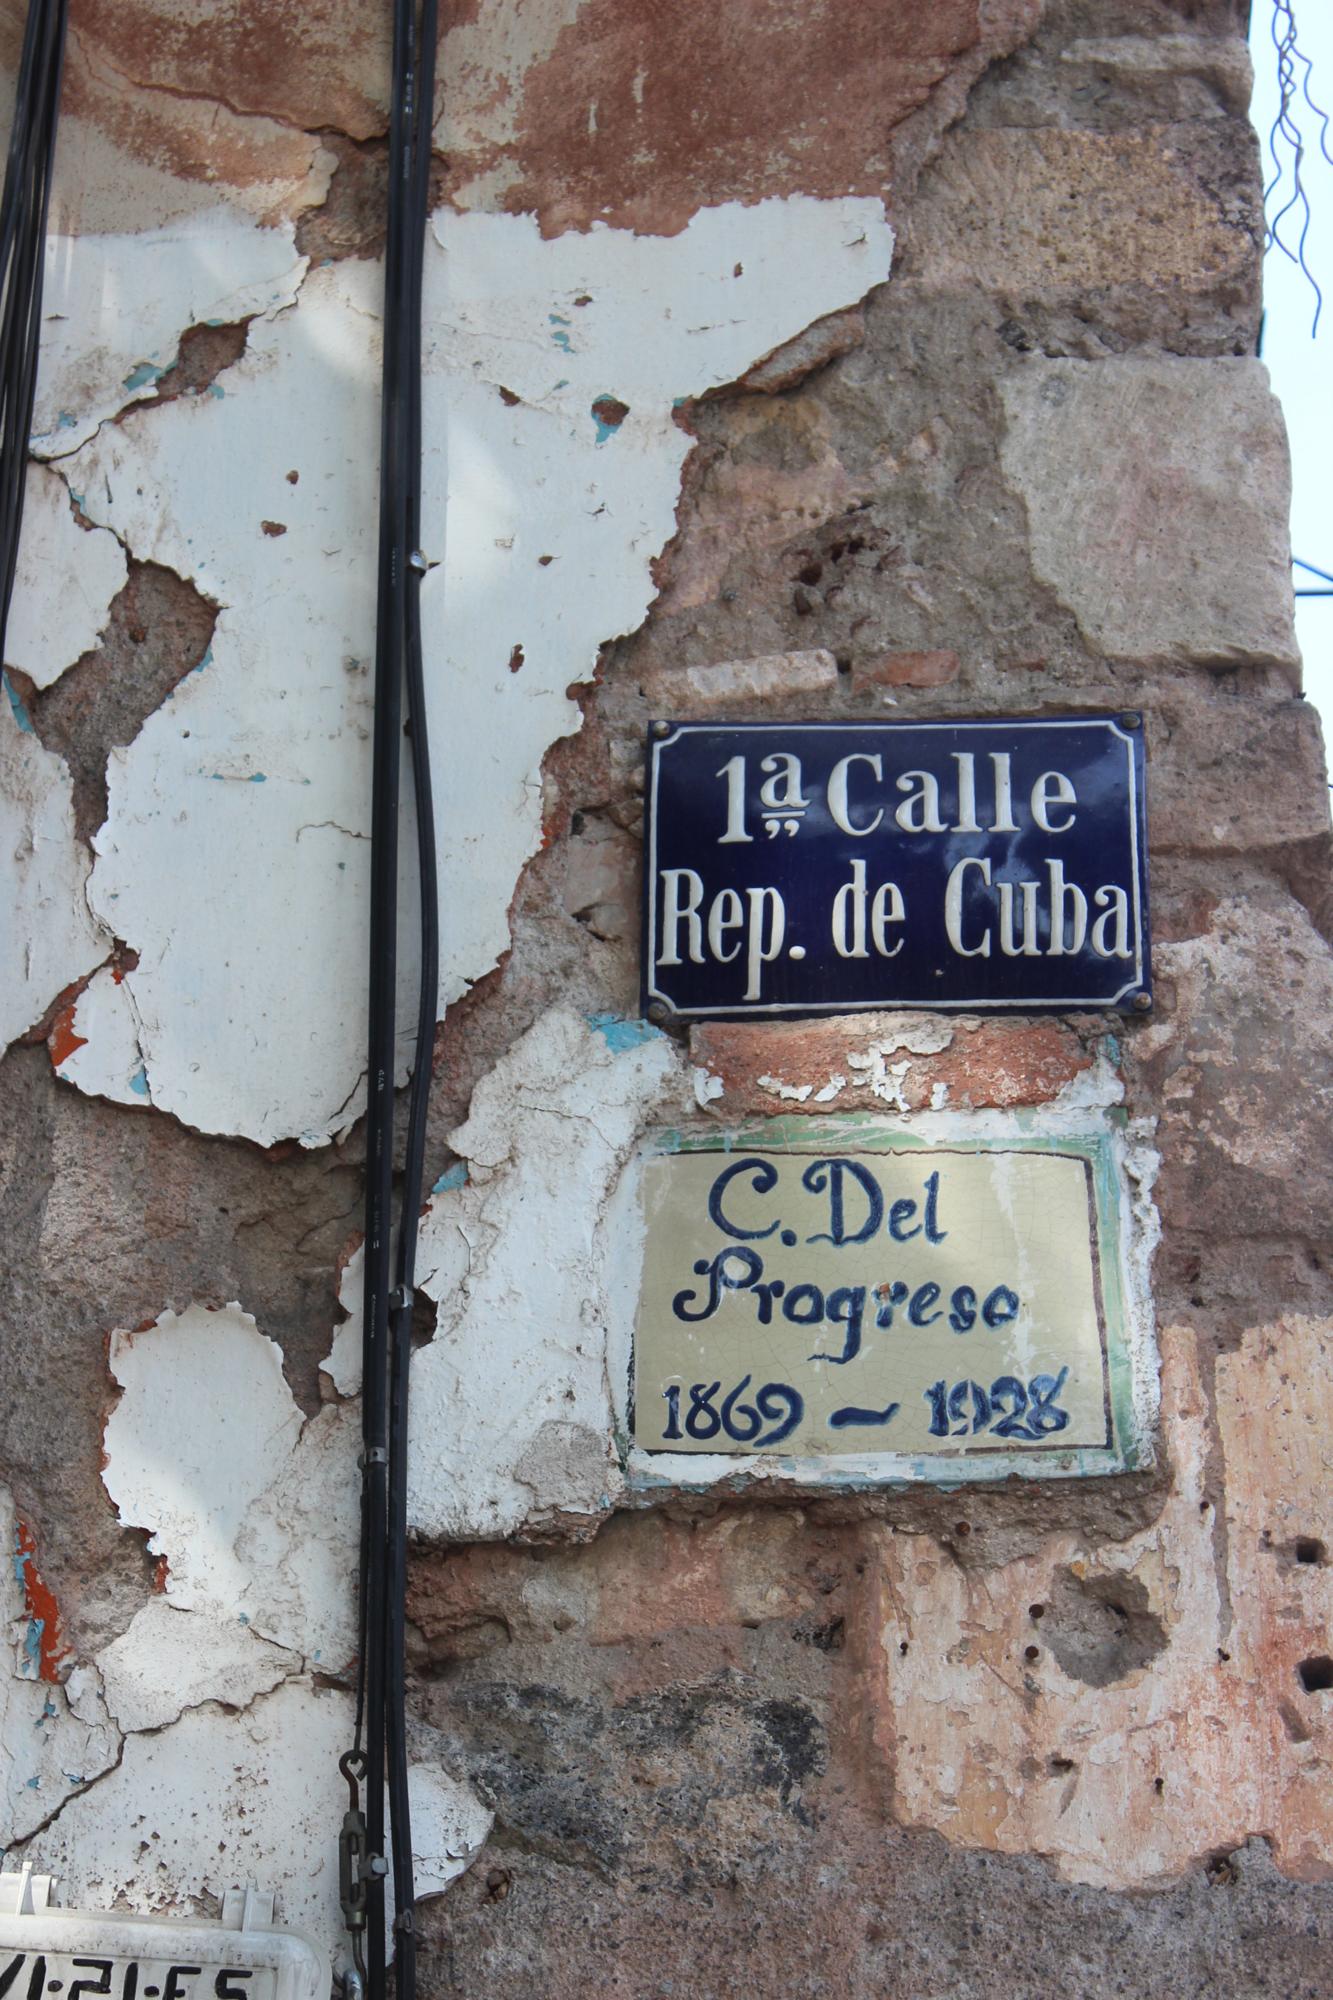 1ª Calle
Rep. de Cuba
C. Del
Progreso
1869 - 1928